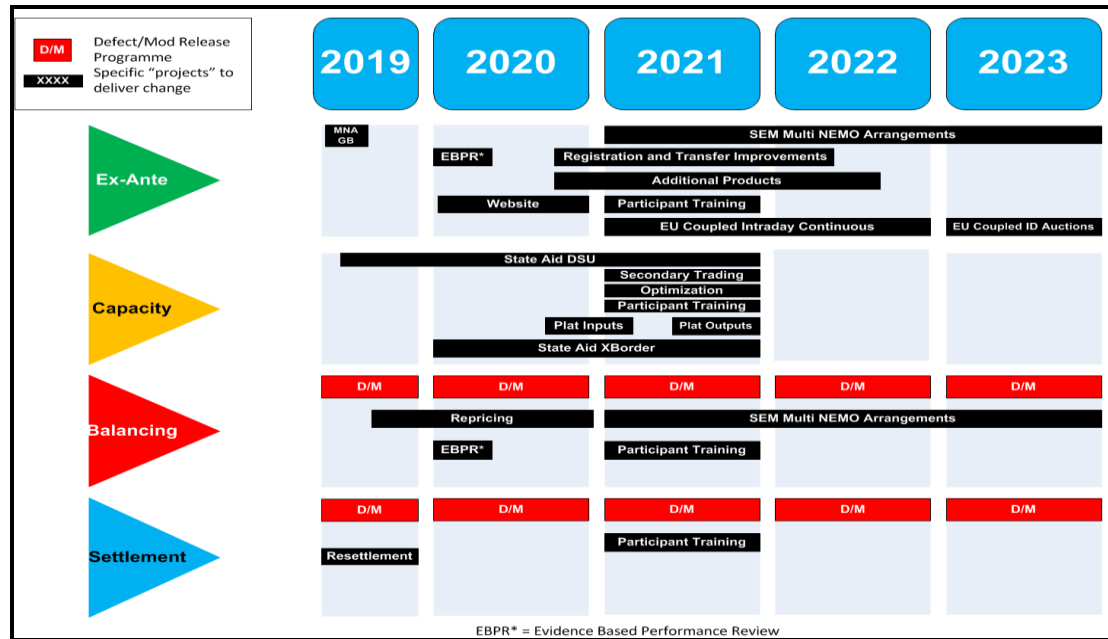 D/M
Defect/Mod Release
Programme
XXXX
Specific “projects” to
deliver change
2019
2020
2021
2022
2023
Ex-Ante
MNA
GB
SEM Multi NEMO Arrangements
EBPR*
Registration and Transfer Improvements
Additional Products
Website
Participant Training
EU Coupled Intraday Continuous
EU Coupled ID Auctions
Capacity
State Aid DSU
Secondary Trading
Optimization
Participant Training
Plat Inputs
Plat Outputs
State Aid XBorder
Balancing
D/M
D/M
D/M
D/M
D/M
Repricing
SEM Multi NEMO Arrangements
EBPR*
Participant Training
Settlement
D/M
D/M
D/M
D/M
D/M
Participant Training
Resettlement
EBPR* = Evidence Based Performance Review